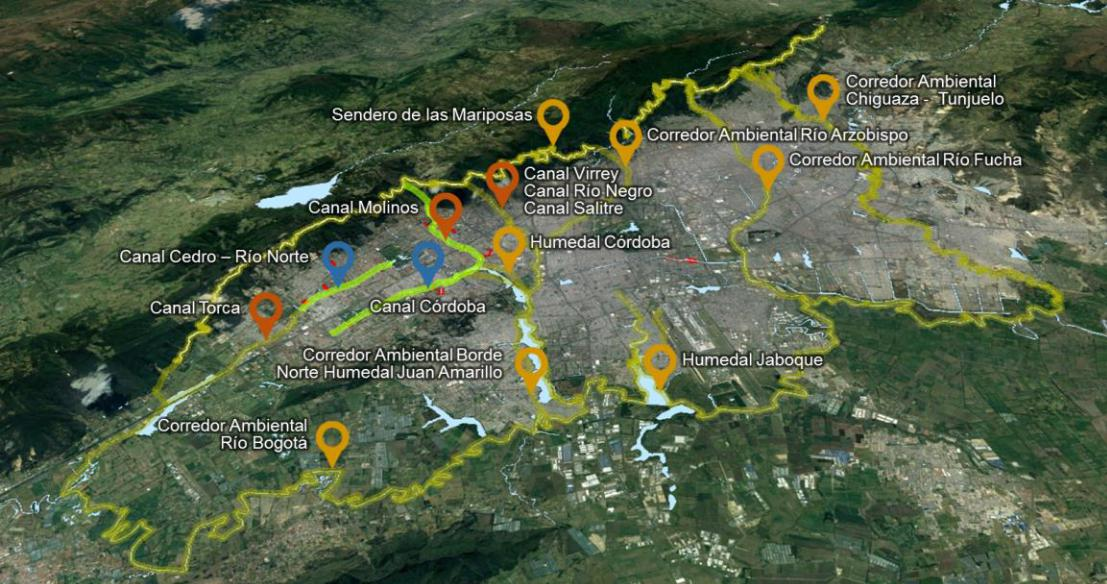 Corredor Ambiental
Chiguaza - Tunjuelo
Sendero de las Mariposas
Corredor Ambiental Río Arzobispo
Corredor Ambiental Río Fucha
Canal Virrey
Canal Río Negro
Canal Salitre
Canal Molinos
Humedal Córdoba
Canal Cedro – Río Norte
Canal Torca
Canal Córdoba
Corredor Ambiental Borde
Norte Humedal Juan Amarillo
Humedal Jaboque
Corredor Ambiental
Río Bogotá